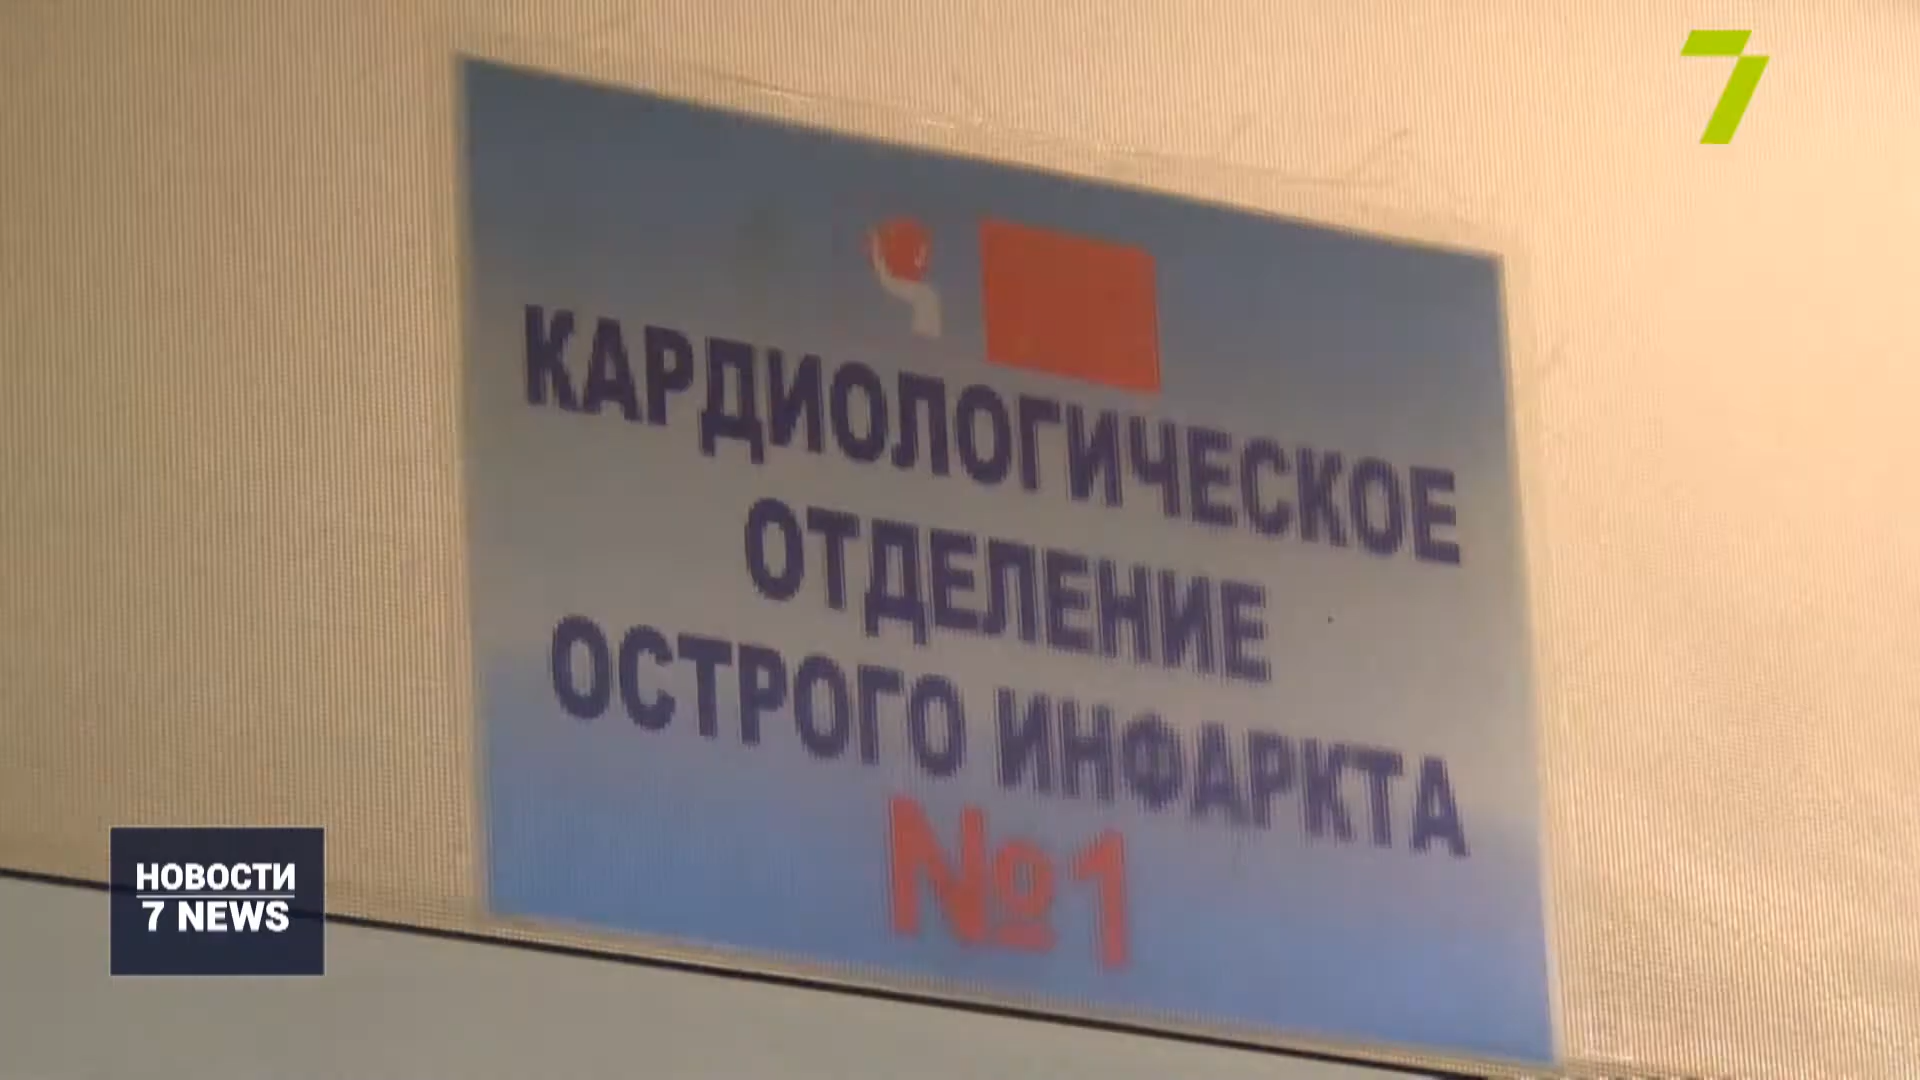 7
КАРДИОЛОГИЧЕСКОЕ
ОТДЕЛЕНИЕ
ОСТРОГО ИНФАРКТА
№1
НОВОСТИ
7 NEWS